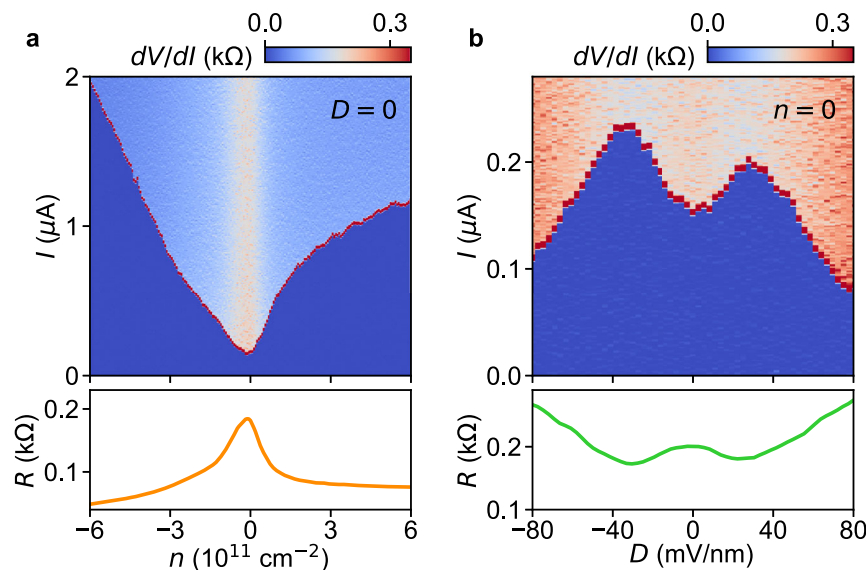 a
dV/dI (kΩ)
0.0 0.3
D = 0
I (μA)
2
1
0
R (kΩ)
0.2
0.1
−6 −3 0 3 6
n (10¹¹ cm⁻²)
b
dV/dI (kΩ)
0.0 0.3
n = 0
I (μA)
0.2
0.1
0.0
R (kΩ)
0.2
0.1
−80 −40 0 40 80
D (mV/nm)